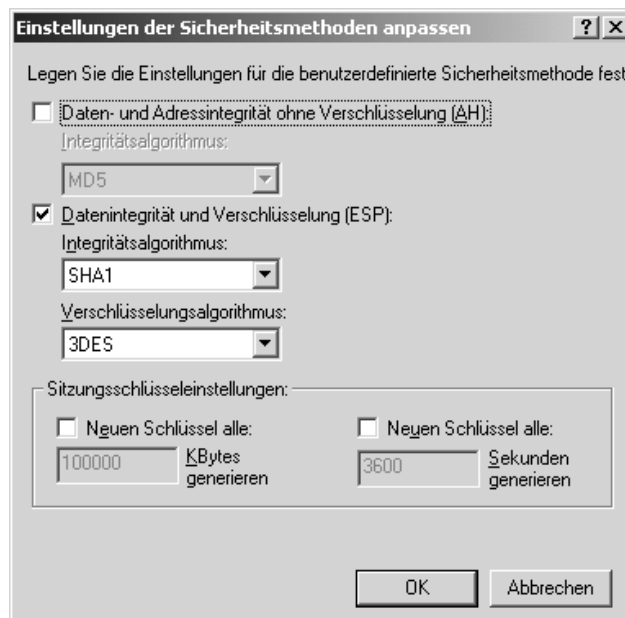 Einstellungen der Sicherheitsmethoden anpassen
Legen Sie die Einstellungen für die benutzerdefinierte Sicherheitsmethode fest
Daten- und Adressintegrität ohne Verschlüsselung (AH):
Integritätsalgorithmus:
MD5
Datenintegrität und Verschlüsselung (ESP):
Integritätsalgorithmus:
SHA1
Verschlüsselungsalgorithmus:
3DES
Sitzungsschlüsseleinstellungen:
Neuen Schlüssel alle:
100000 KBytes
generieren
Neuen Schlüssel alle:
3600 Sekunden
generieren
OK Abbrechen